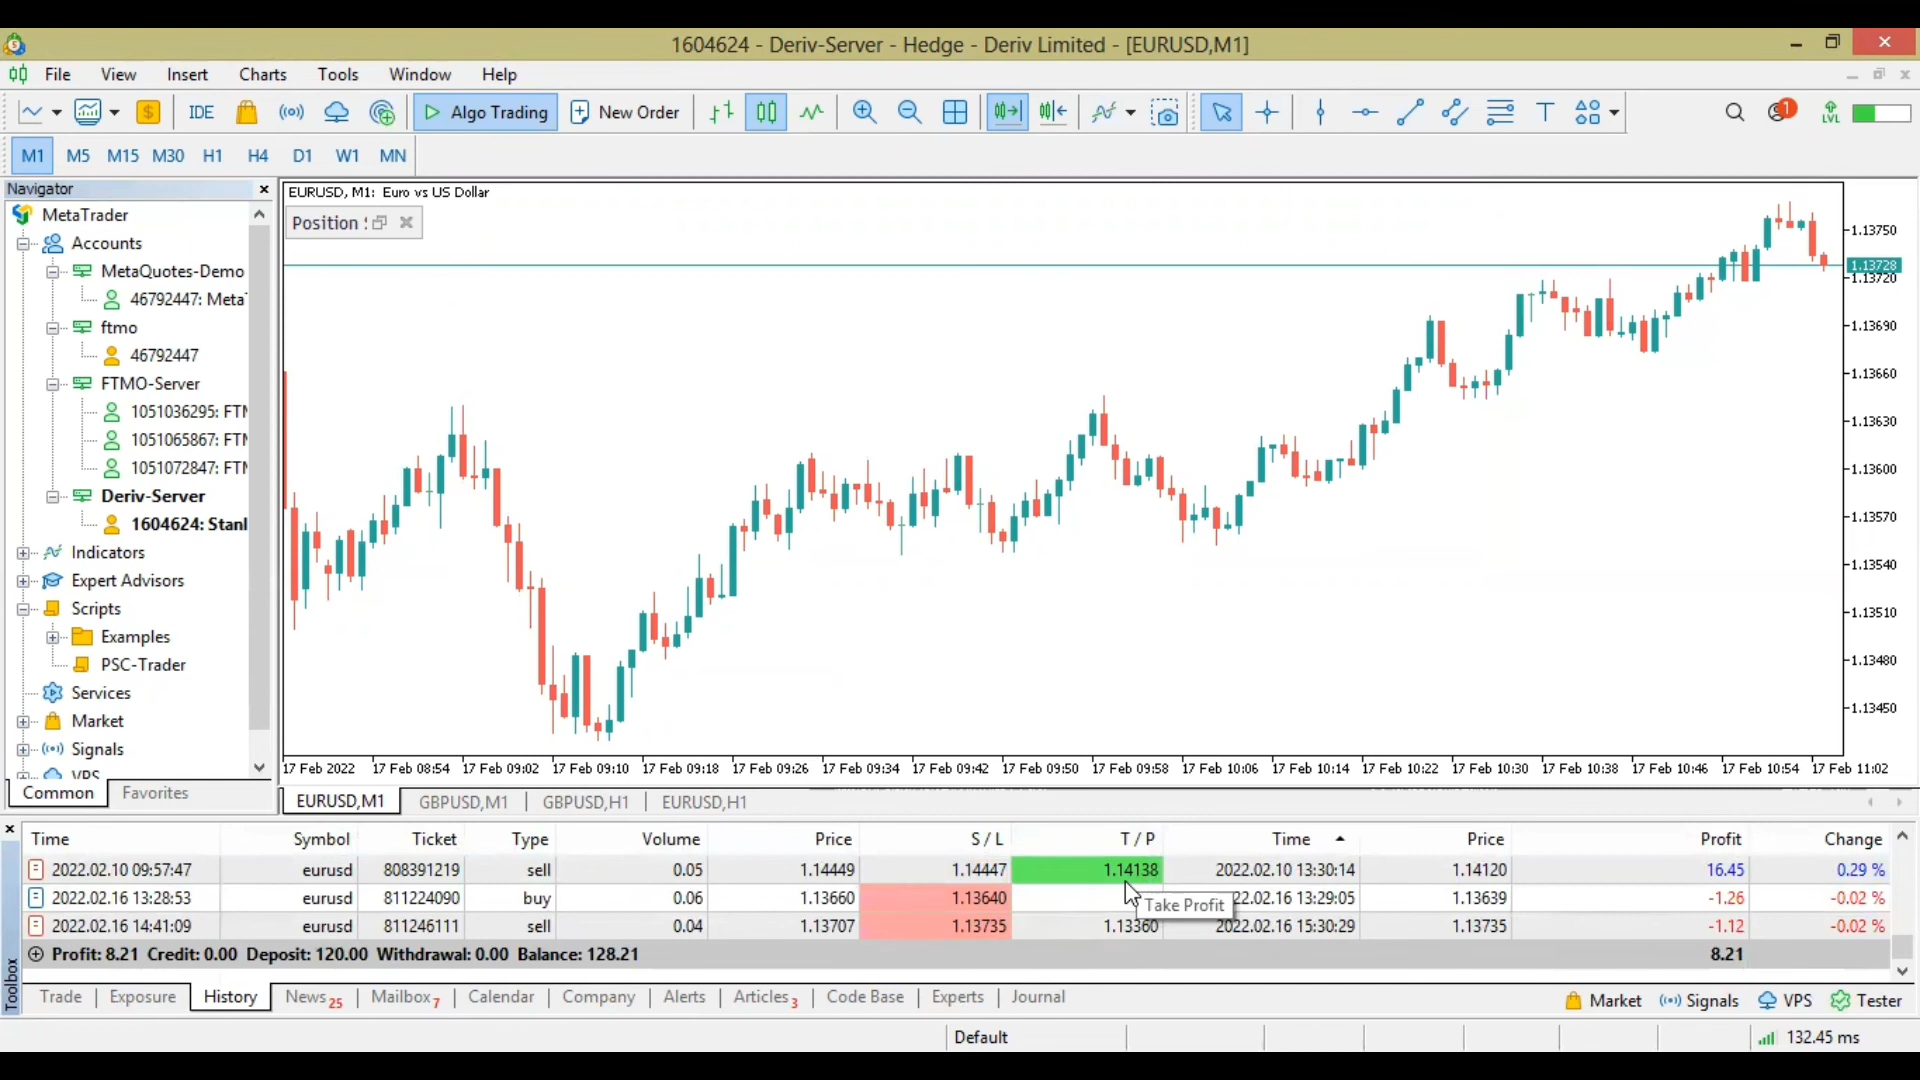 1604624 - Deriv-Server - Hedge - Deriv Limited - [EURUSD,M1]
File View Insert Charts Tools Window Help
$ IDE Algo Trading New Order T 1 LVL
M1 M5 M15 M30 H1 H4 D1 W1 MN
Navigator
MetaTrader
Accounts
MetaQuotes-Demo
46792447: Meta
ftmo
46792447
FTMO-Server
1051036295: FTM
1051065867: FTM
1051072847: FTM
Deriv-Server
1604624: Stanl
Indicators
Expert Advisors
Scripts
Examples
PSC-Trader
Services
Market
Signals
VPS
Common Favorites
EURUSD, M1: Euro vs US Dollar
Position
1.13750
1.13728
1.13720
1.13690
1.13660
1.13630
1.13600
1.13570
1.13540
1.13510
1.13480
1.13450
17 Feb 2022 17 Feb 08:54 17 Feb 09:02 17 Feb 09:10 17 Feb 09:18 17 Feb 09:26 17 Feb 09:34 17 Feb 09:42 17 Feb 09:50 17 Feb 09:58 17 Feb 10:06 17 Feb 10:14 17 Feb 10:22 17 Feb 10:30 17 Feb 10:38 17 Feb 10:46 17 Feb 10:54 17 Feb 11:02
EURUSD,M1 GBPUSD,M1 GBPUSD,H1 EURUSD,H1
Time Symbol Ticket Type Volume Price S / L T / P Time Price Profit Change
2022.02.10 09:57:47 eurusd 808391219 sell 0.05 1.14449 1.14447 1.14138 2022.02.10 13:30:14 1.14120 16.45 0.29 %
2022.02.16 13:28:53 eurusd 811224090 buy 0.06 1.13660 1.13640 Take Profit 22.02.16 13:29:05 1.13639 -1.26 -0.02 %
2022.02.16 14:41:09 eurusd 811246111 sell 0.04 1.13707 1.13735 1.13360 2022.02.16 15:30:29 1.13735 -1.12 -0.02 %
Profit: 8.21 Credit: 0.00 Deposit: 120.00 Withdrawal: 0.00 Balance: 128.21 8.21
Toolbox
Trade Exposure History News 25 Mailbox 7 Calendar Company Alerts Articles 3 Code Base Experts Journal Market Signals VPS Tester
Default 132.45 ms